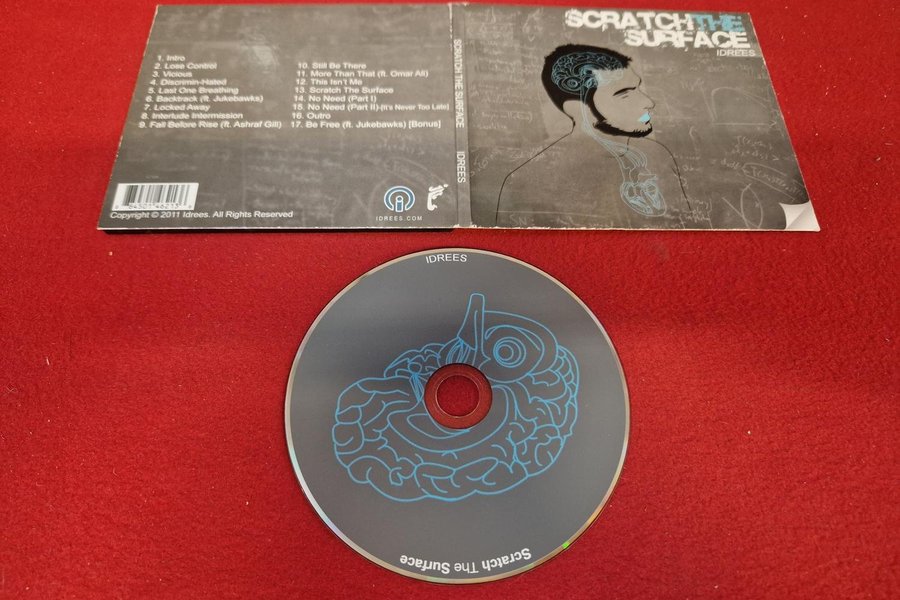 1. Intro
2. Lose Control
3. Vicious
4. Discrimin-Hated
5. Last One Breathing
6. Backtrack (ft. Jukebawks)
7. Locked Away
8. Interlude Intermission
9. Fall Before Rise (ft. Ashraf Gill)
10. Still Be There
11. More Than That (ft. Omar Ali)
12. This Isn't Me
13. Scratch The Surface
14. No Need (Part I)
15. No Need (Part II)-(It's Never Too Late)
16. Outro
17. Be Free (ft. Jukebawks) [Bonus]
Copyright © 2011 Idrees. All Rights Reserved
IDREES.COM
SCRATCH THE SURFACE IDREES
SCRATCHTHE
SURFACE
IDREES
IDREES
Scratch The Surface